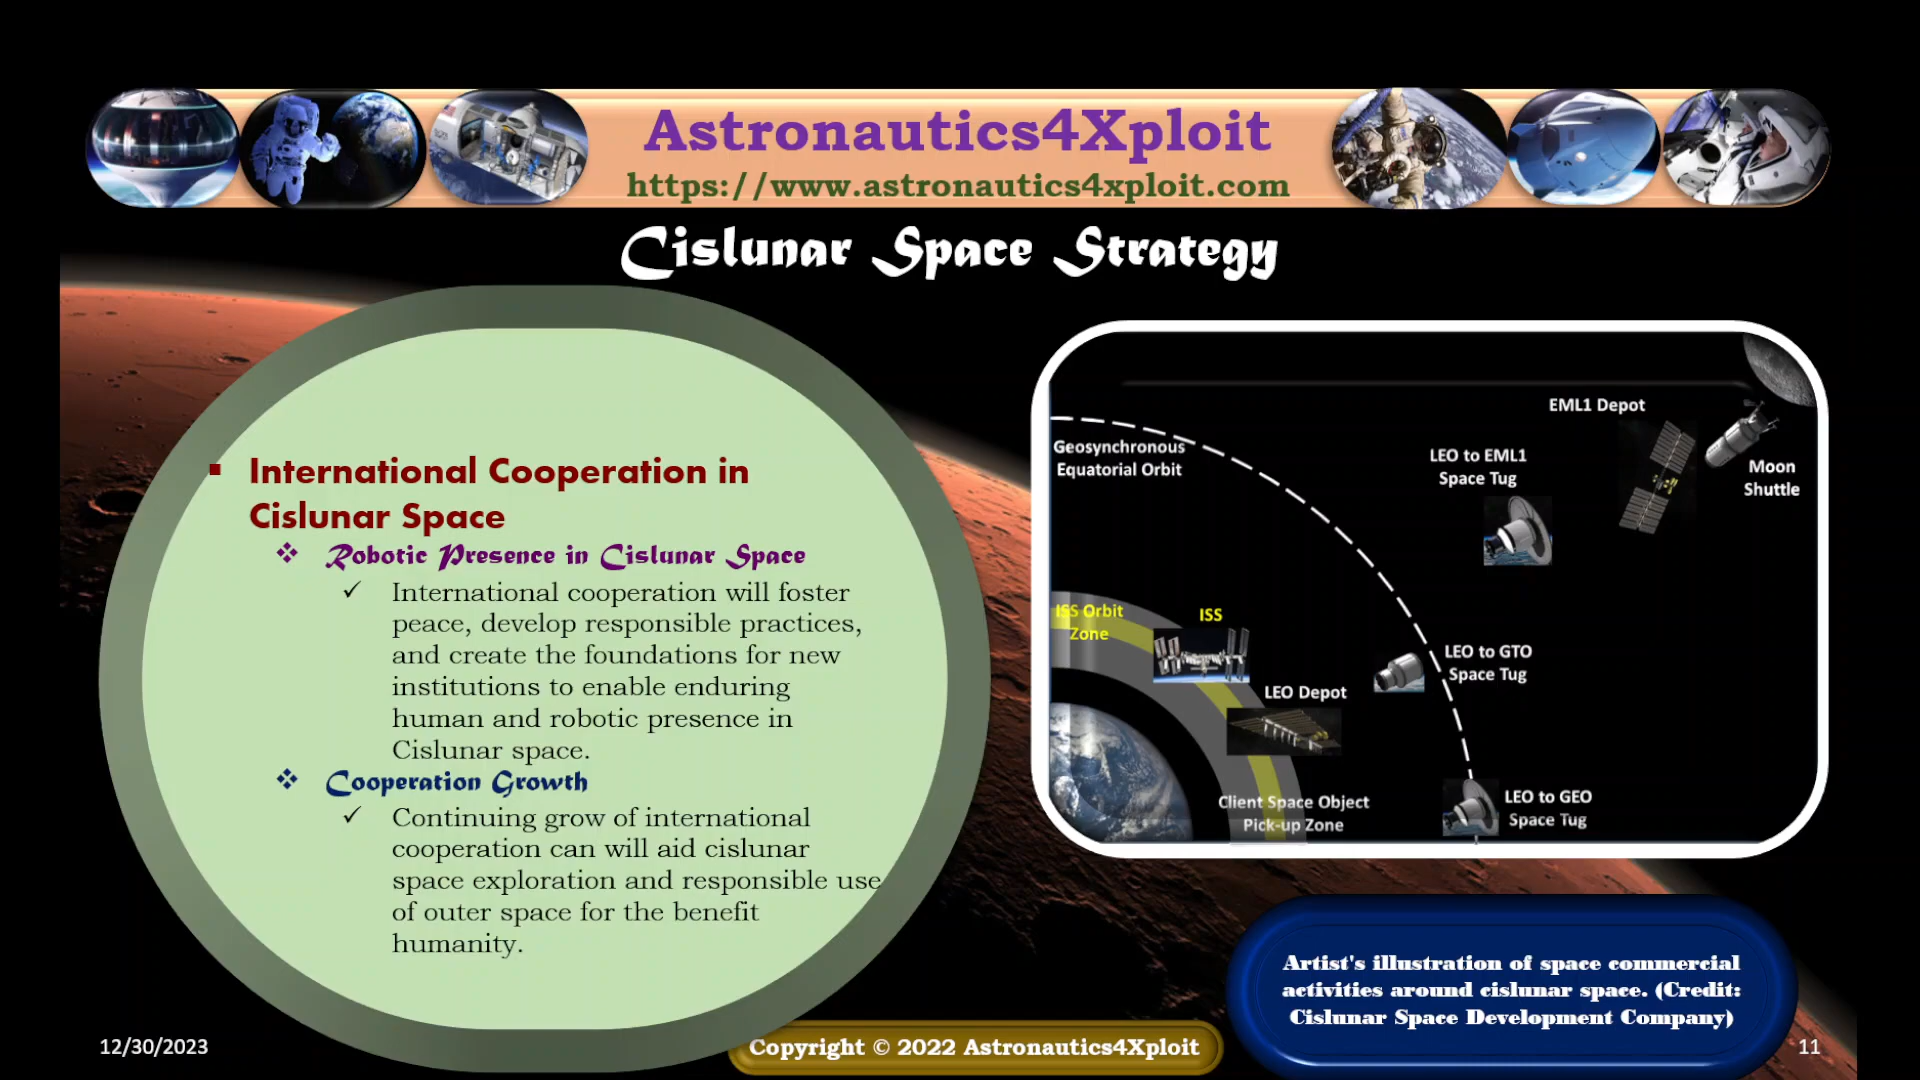 Astronautics4Xploit
https://www.astronautics4xploit.com
Cislunar Space Strategy
International Cooperation in
Cislunar Space
Robotic Presence in Cislunar Space
International cooperation will foster
peace, develop responsible practices,
and create the foundations for new
institutions to enable enduring
human and robotic presence in
Cislunar space.
Cooperation Growth
Continuing grow of international
cooperation can will aid cislunar
space exploration and responsible use
of outer space for the benefit
humanity.
EML1 Depot
Geosynchronous
Equatorial Orbit
LEO to EML1
Space Tug
Moon
Shuttle
ISS Orbit
Zone
ISS
LEO to GTO
Space Tug
LEO Depot
Client Space Object
Pick-up Zone
LEO to GEO
Space Tug
Artist's illustration of space commercial
activities around cislunar space. (Credit:
Cislunar Space Development Company)
12/30/2023
Copyright © 2022 Astronautics4Xploit
11